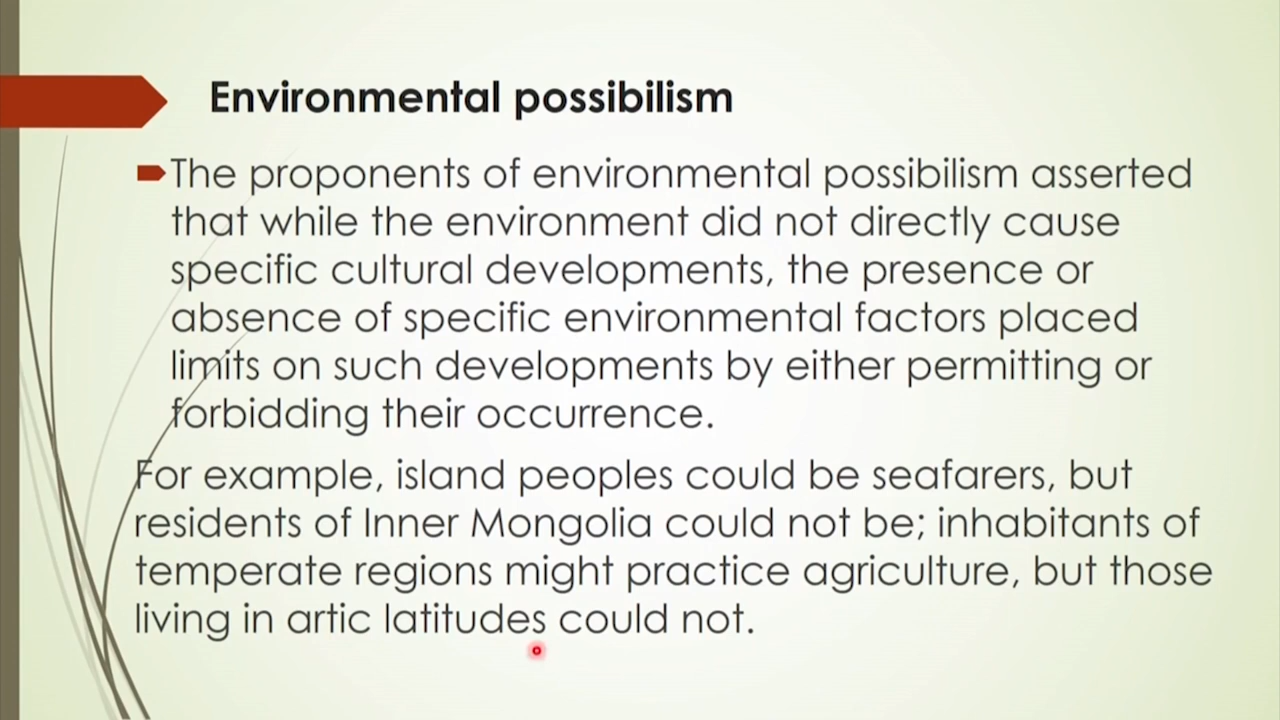 Environmental possibilism
The proponents of environmental possibilism asserted
that while the environment did not directly cause
specific cultural developments, the presence or
absence of specific environmental factors placed
limits on such developments by either permitting or
forbidding their occurrence.
For example, island peoples could be seafarers, but
residents of Inner Mongolia could not be; inhabitants of
temperate regions might practice agriculture, but those
living in artic latitudes could not.